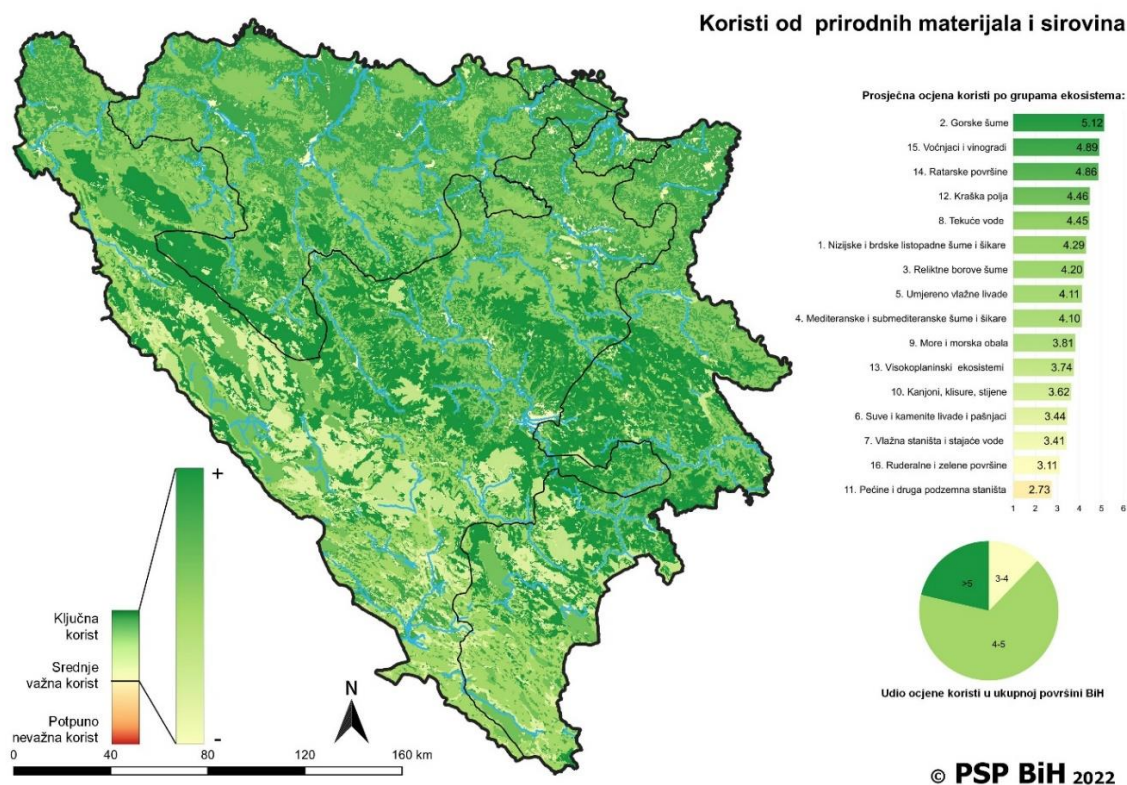 Koristi od prirodnih materijala i sirovina
Prosječna ocjena koristi po grupama ekosistema:
2. Gorske šume 5.12
15. Voćnjaci i vinogradi 4.89
14. Ratarske površine 4.86
12. Kraška polja 4.46
8. Tekuće vode 4.45
1. Nizijske i brdske listopadne šume i šikare 4.29
3. Reliktne borove šume 4.20
5. Umjereno vlažne livade 4.11
4. Mediteranske i submediteranske šume i šikare 4.10
9. More i morska obala 3.81
13. Visokoplaninski ekosistemi 3.74
10. Kanjoni, klisure, stijene 3.62
6. Suve i kamenite livade i pašnjaci 3.44
7. Vlažna staništa i stajaće vode 3.41
16. Ruderalne i zelene površine 3.11
11. Pećine i druga podzemna staništa 2.73
1 2 3 4 5 6
>5
3-4
4-5
Udio ocjene koristi u ukupnoj površini BiH
+
Ključna
korist
Srednje
važna korist
Potpuno
nevažna korist
-
N
0 40 80 120 160 km
© PSP BiH 2022